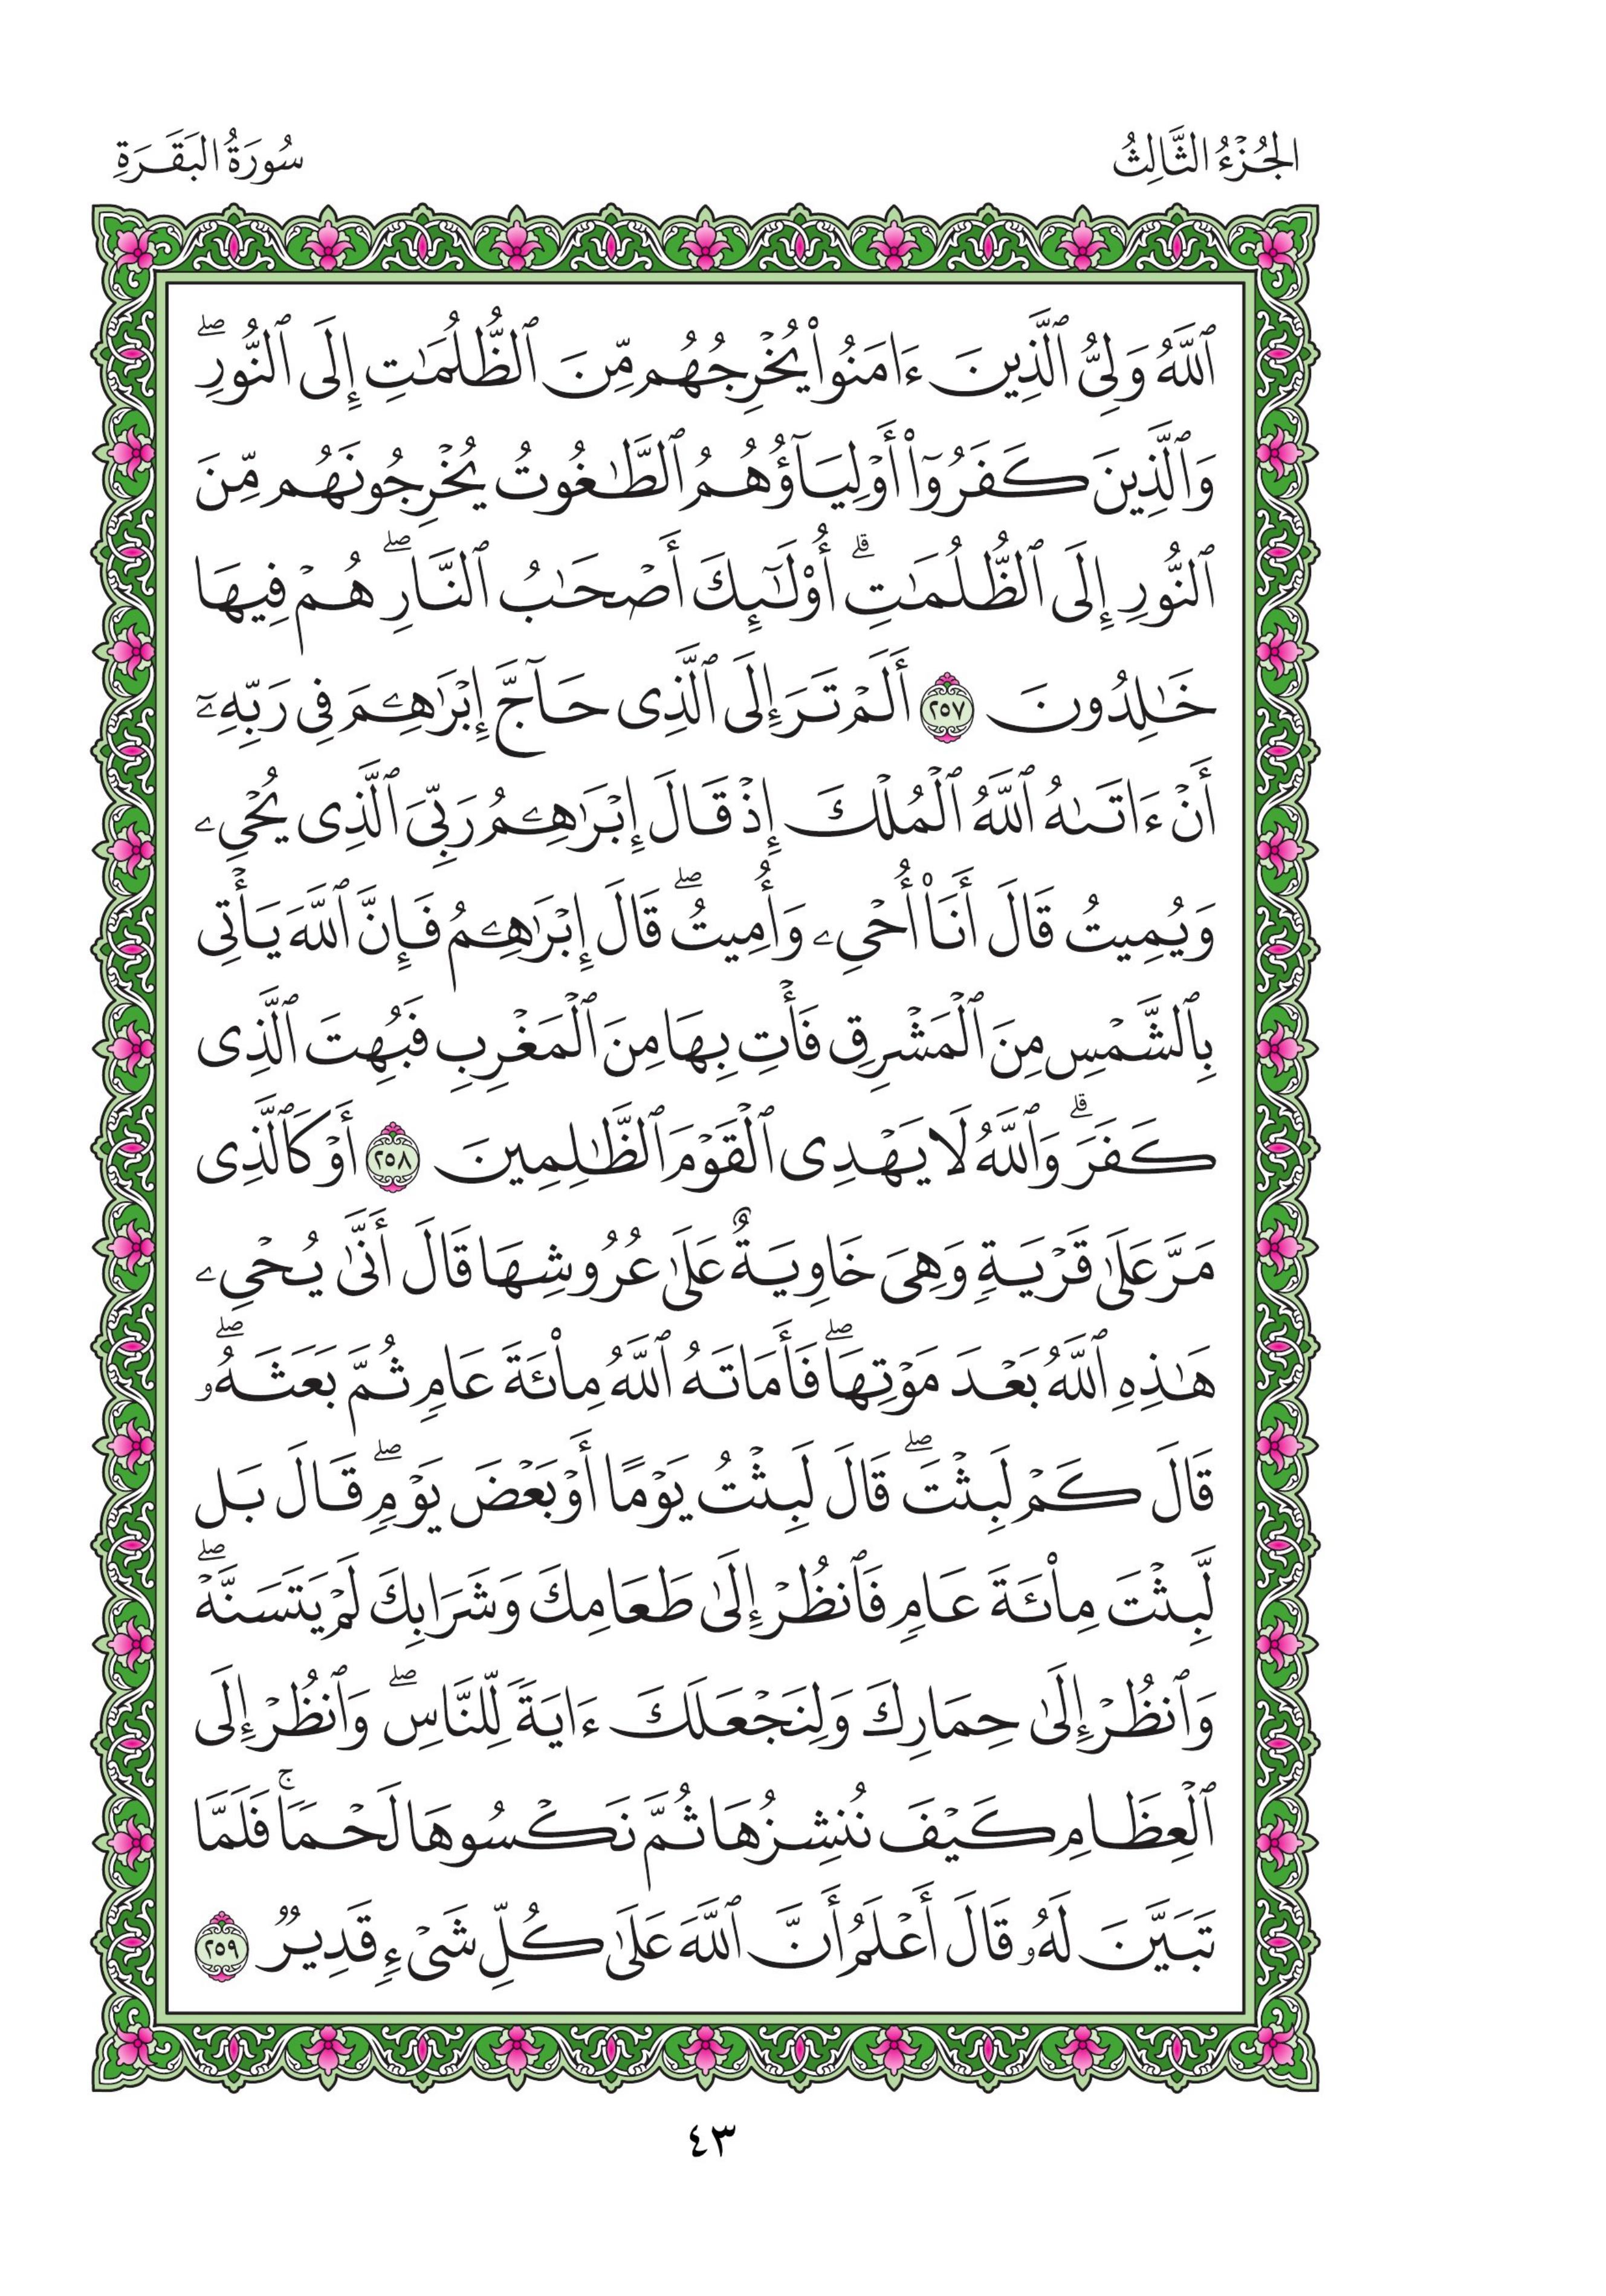 الجُزْءُ الثَّالِثُ
سُورَةُ البَقَرَةِ
ٱللَّهُ وَلِىُّ ٱلَّذِينَ ءَامَنُوا۟ يُخْرِجُهُم مِّنَ ٱلظُّلُمَٰتِ إِلَى ٱلنُّورِ ۖ
وَٱلَّذِينَ كَفَرُوٓا۟ أَوْلِيَآؤُهُمُ ٱلطَّٰغُوتُ يُخْرِجُونَهُم مِّنَ
ٱلنُّورِ إِلَى ٱلظُّلُمَٰتِ ۗ أُو۟لَٰٓئِكَ أَصْحَٰبُ ٱلنَّارِ ۖ هُمْ فِيهَا
خَٰلِدُونَ ٢٥٧ أَلَمْ تَرَ إِلَى ٱلَّذِى حَآجَّ إِبْرَٰهِۦمَ فِى رَبِّهِۦٓ
أَنْ ءَاتَىٰهُ ٱللَّهُ ٱلْمُلْكَ إِذْ قَالَ إِبْرَٰهِۦمُ رَبِّىَ ٱلَّذِى يُحْىِۦ
وَيُمِيتُ قَالَ أَنَا۠ أُحْىِۦ وَأُمِيتُ ۖ قَالَ إِبْرَٰهِۦمُ فَإِنَّ ٱللَّهَ يَأْتِى
بِٱلشَّمْسِ مِنَ ٱلْمَشْرِقِ فَأْتِ بِهَا مِنَ ٱلْمَغْرِبِ فَبُهِتَ ٱلَّذِى
كَفَرَ ۗ وَٱللَّهُ لَا يَهْدِى ٱلْقَوْمَ ٱلظَّٰلِمِينَ ٢٥٨ أَوْ كَٱلَّذِى
مَرَّ عَلَىٰ قَرْيَةٍ وَهِىَ خَاوِيَةٌ عَلَىٰ عُرُوشِهَا قَالَ أَنَّىٰ يُحْىِۦ
هَٰذِهِ ٱللَّهُ بَعْدَ مَوْتِهَا ۖ فَأَمَاتَهُ ٱللَّهُ مِا۟ئَةَ عَامٍ ثُمَّ بَعَثَهُۥ ۖ
قَالَ كَمْ لَبِثْتَ ۖ قَالَ لَبِثْتُ يَوْمًا أَوْ بَعْضَ يَوْمٍ ۖ قَالَ بَل
لَّبِثْتَ مِا۟ئَةَ عَامٍ فَٱنظُرْ إِلَىٰ طَعَامِكَ وَشَرَابِكَ لَمْ يَتَسَنَّهْ ۖ
وَٱنظُرْ إِلَىٰ حِمَارِكَ وَلِنَجْعَلَكَ ءَايَةً لِّلنَّاسِ ۖ وَٱنظُرْ إِلَى
ٱلْعِظَامِ كَيْفَ نُنشِزُهَا ثُمَّ نَكْسُوهَا لَحْمًا ۚ فَلَمَّا
تَبَيَّنَ لَهُۥ قَالَ أَعْلَمُ أَنَّ ٱللَّهَ عَلَىٰ كُلِّ شَىْءٍ قَدِيرٌ ٢٥٩
٤٣